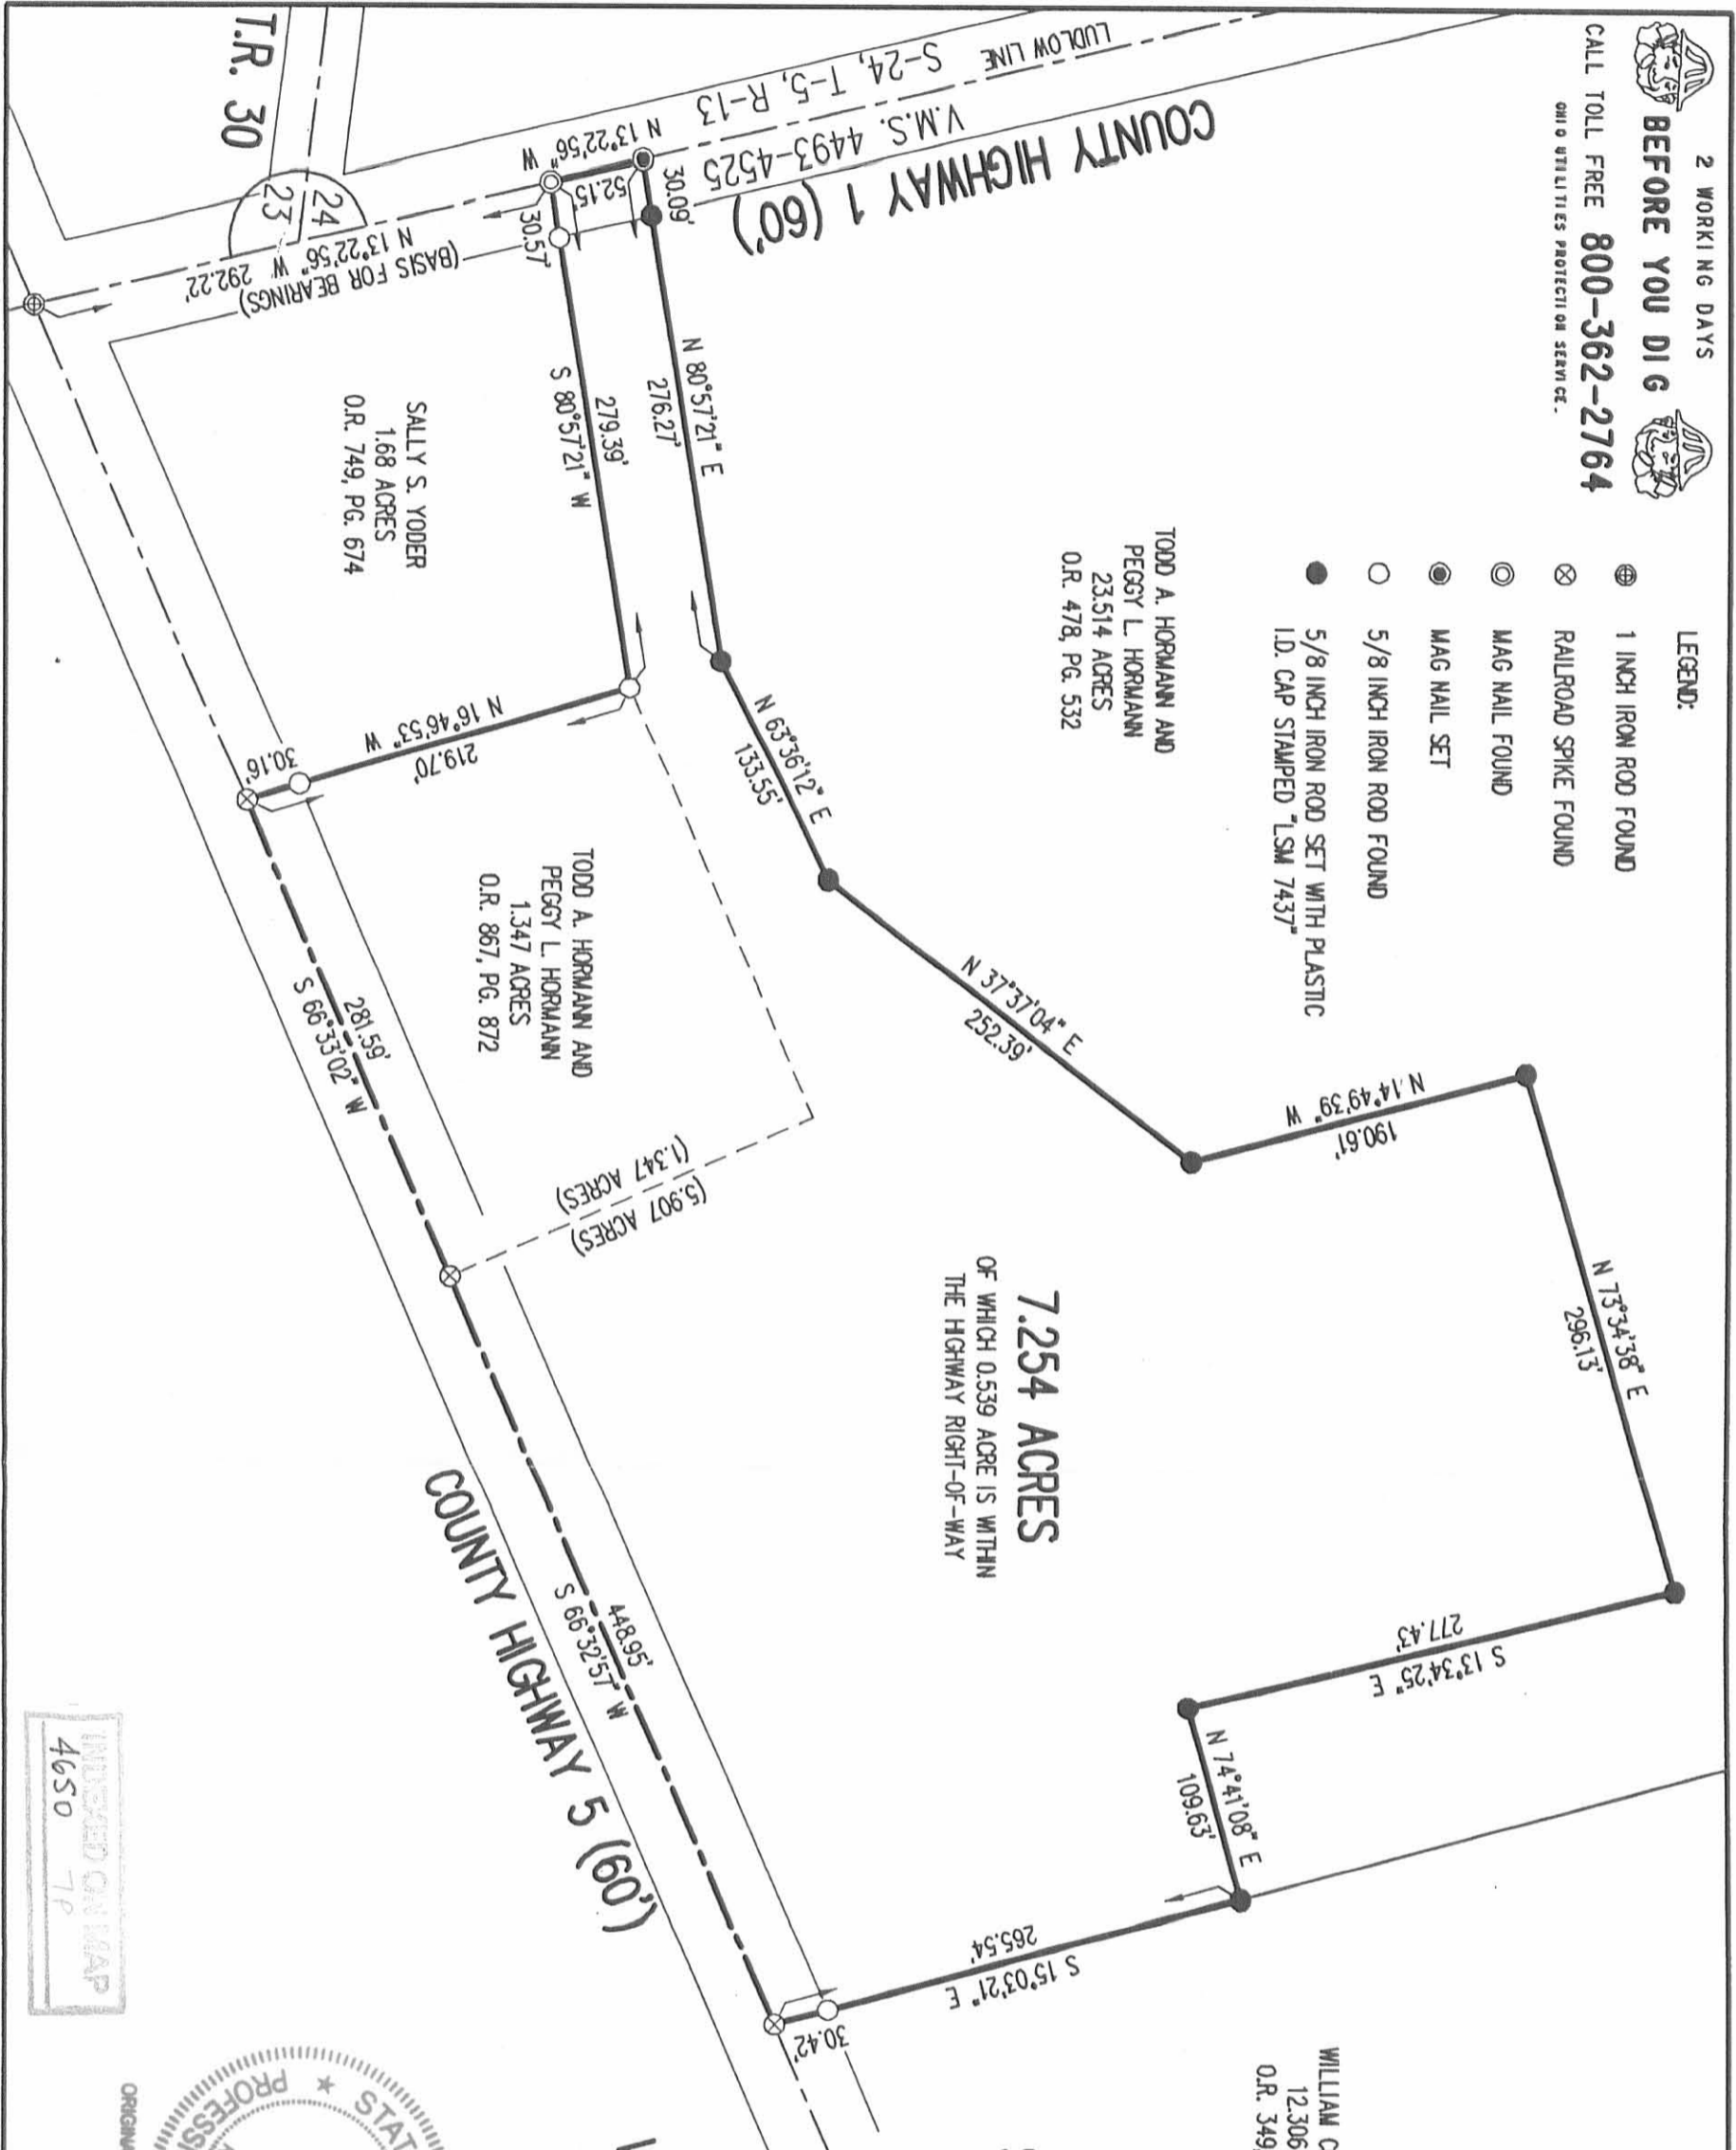 2 WORKING DAYS
BEFORE YOU DIG
CALL TOLL FREE 800-362-2764
OHIO UTILITIES PROTECTION SERVICE.
LEGEND:
1 INCH IRON ROD FOUND
RAILROAD SPIKE FOUND
MAG NAIL FOUND
MAG NAIL SET
5/8 INCH IRON ROD FOUND
5/8 INCH IRON ROD SET WITH PLASTIC
I.D. CAP STAMPED "LSM 7437"
N 73°34'38" E
296.13'
N 14°49'39" W
190.61'
277.43'
S 13°34'25" E
N 74°41'08" E
109.63'
265.54'
S 15°03'21" E
30.42'
WILLIAM C
12.306
O.R. 349
TODD A. HORMANN AND
PEGGY L. HORMANN
23.514 ACRES
O.R. 478, PG. 532
7.254 ACRES
OF WHICH 0.539 ACRE IS WITHIN
THE HIGHWAY RIGHT-OF-WAY
N 37°37'04" E
252.39'
N 63°36'12" E
133.55'
COUNTY HIGHWAY 1 (60')
LUDLOW LINE
S-24, T-5, R-13
V.M.S. 4493-4525
N 13°22'56" W
52.15'
30.09'
30.57'
N 80°57'21" E
276.27'
279.39'
S 80°57'21" W
T.R. 30
24
23
N 13°22'56" W 292.22'
(BASIS FOR BEARINGS)
SALLY S. YODER
1.68 ACRES
O.R. 749, PG. 674
N 16°46'53" W
219.70'
30.16'
TODD A. HORMANN AND
PEGGY L. HORMANN
1.347 ACRES
O.R. 867, PG. 872
(1.347 ACRES)
(5.907 ACRES)
281.59'
S 66°33'02" W
448.95'
S 66°32'57" W
COUNTY HIGHWAY 5 (60')
INDEXED ON MAP
4650
STAT
PROFESS
ORIGINA